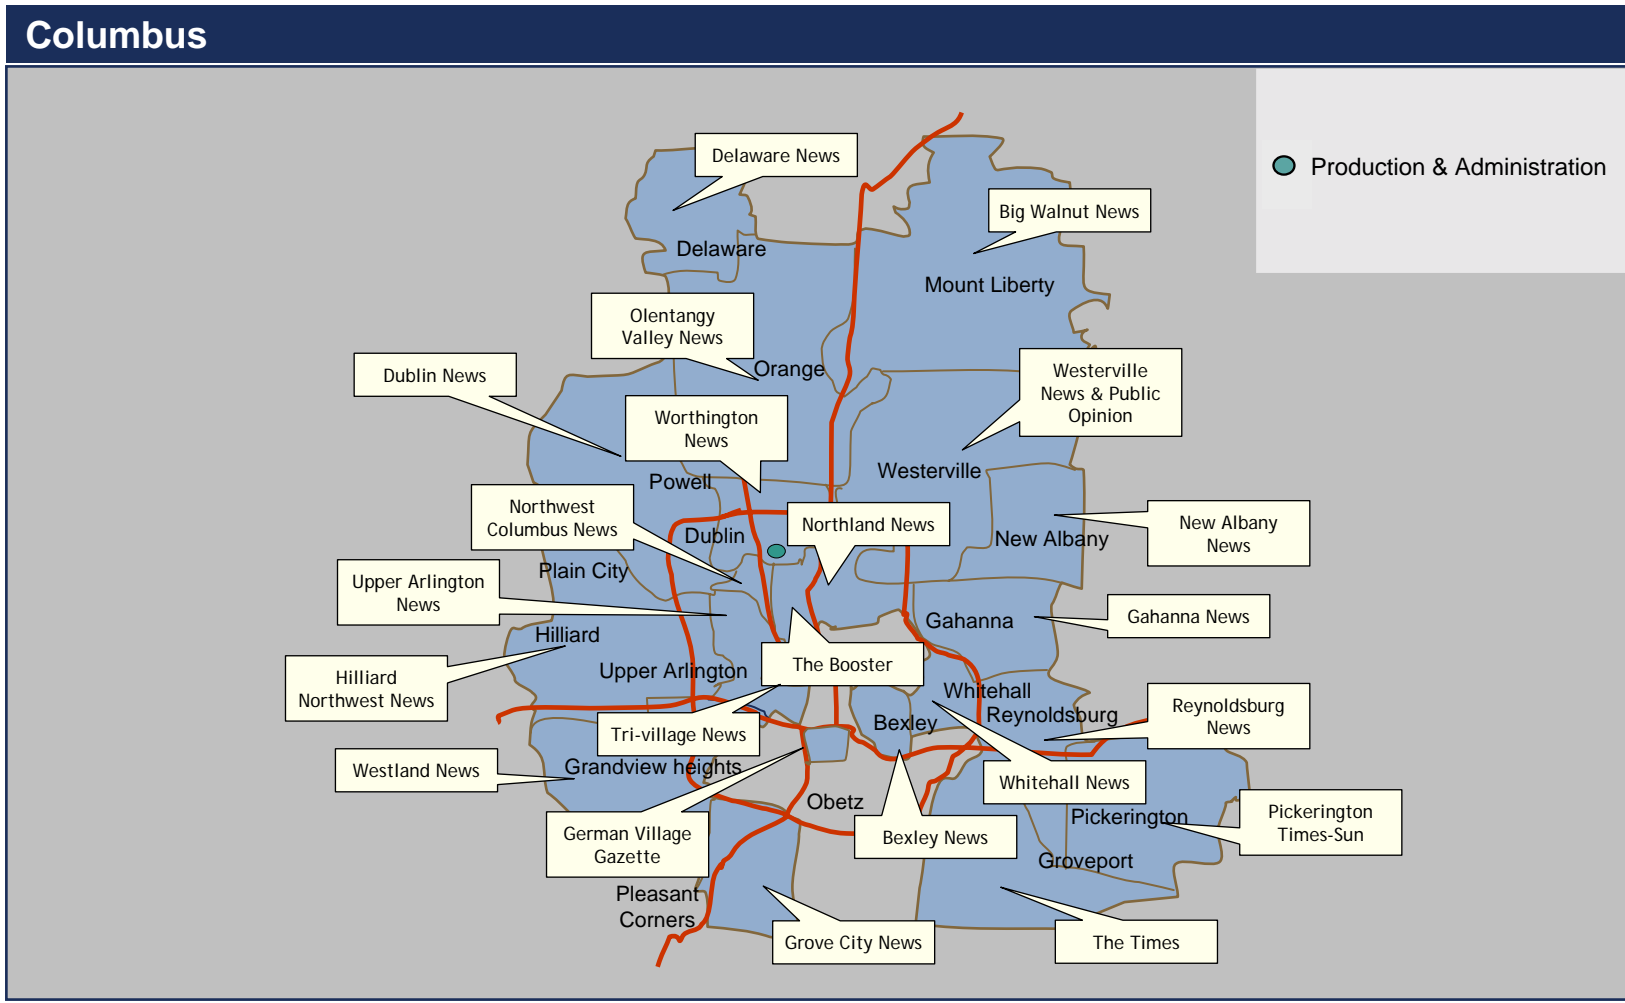 Columbus
Production & Administration
Delaware News
Big Walnut News
Delaware
Mount Liberty
Olentangy
Valley News
Orange
Dublin News
Westerville
News & Public
Opinion
Worthington
News
Powell
Westerville
Northwest
Columbus News
Northland News
Dublin
New Albany
New Albany
News
Plain City
Upper Arlington
News
Gahanna
Gahanna News
Hilliard
The Booster
Upper Arlington
Hilliard
Northwest News
Whitehall
Reynoldsburg
Reynoldsburg
News
Bexley
Tri-village News
Westland News
Grandview heights
Whitehall News
Obetz
Pickerington
Pickerington
Times-Sun
German Village
Gazette
Bexley News
Groveport
Pleasant
Corners
Grove City News
The Times